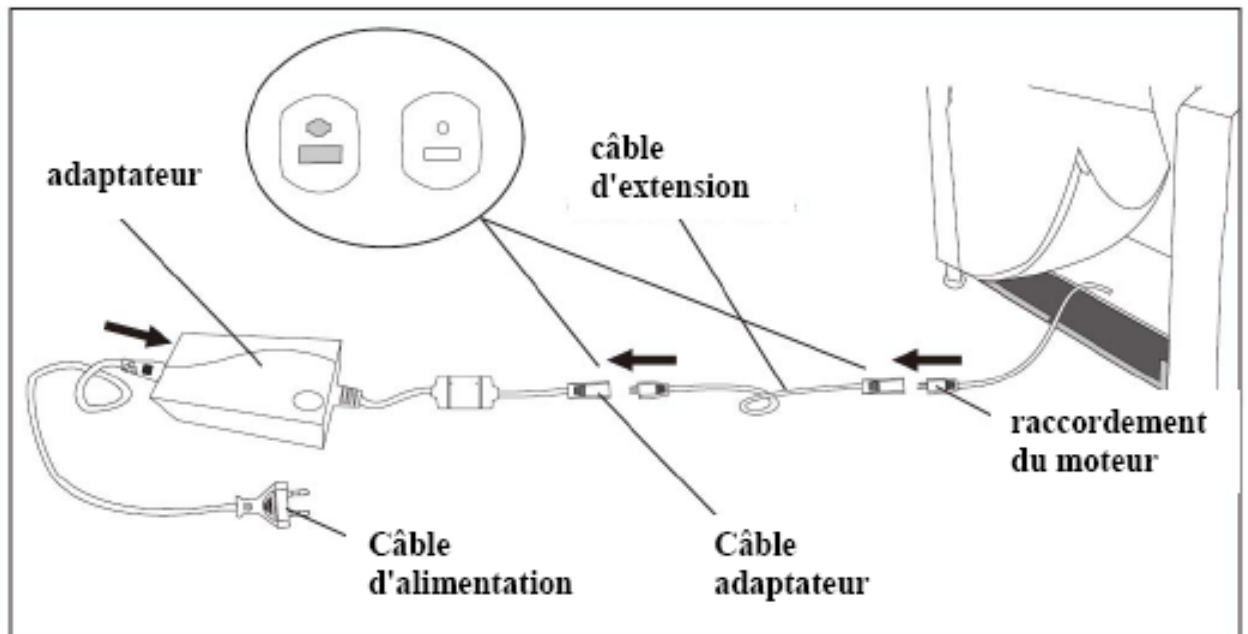 adaptateur
câble
d'extension
raccordement
du moteur
Câble
d'alimentation
Câble
adaptateur